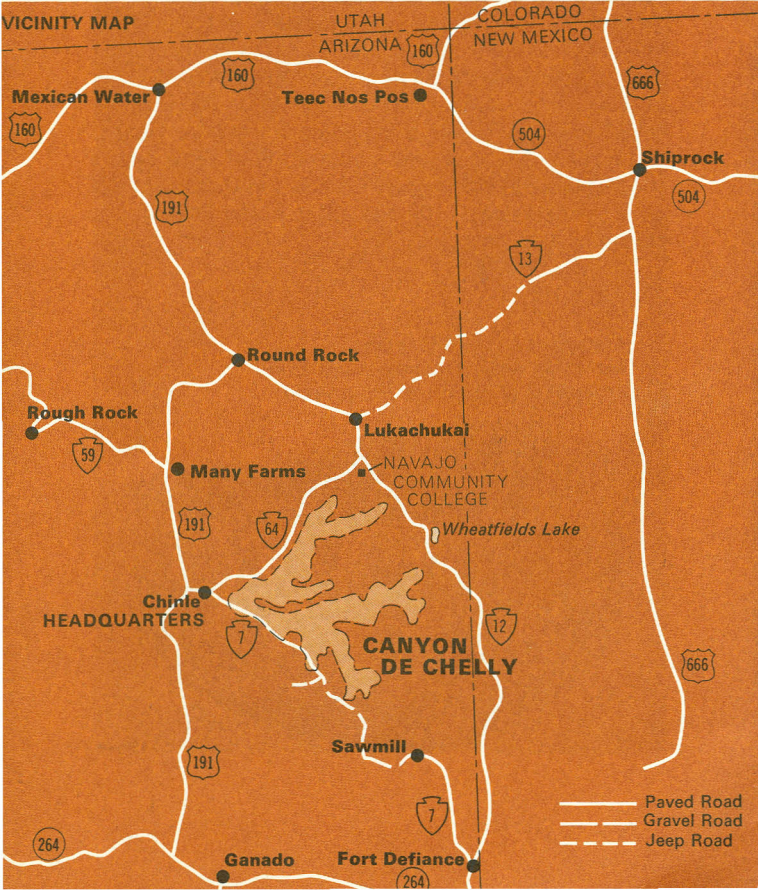 VICINITY MAP
UTAH
COLORADO
ARIZONA
NEW MEXICO
160
160
666
Mexican Water
Teec Nos Pos
160
504
Shiprock
504
191
13
Round Rock
Rough Rock
Lukachukai
59
Many Farms
NAVAJO
COMMUNITY
COLLEGE
191
64
Wheatfields Lake
Chinle
HEADQUARTERS
7
12
CANYON
DE CHELLY
666
Sawmill
191
7
Paved Road
Gravel Road
Jeep Road
264
Ganado
Fort Defiance
264